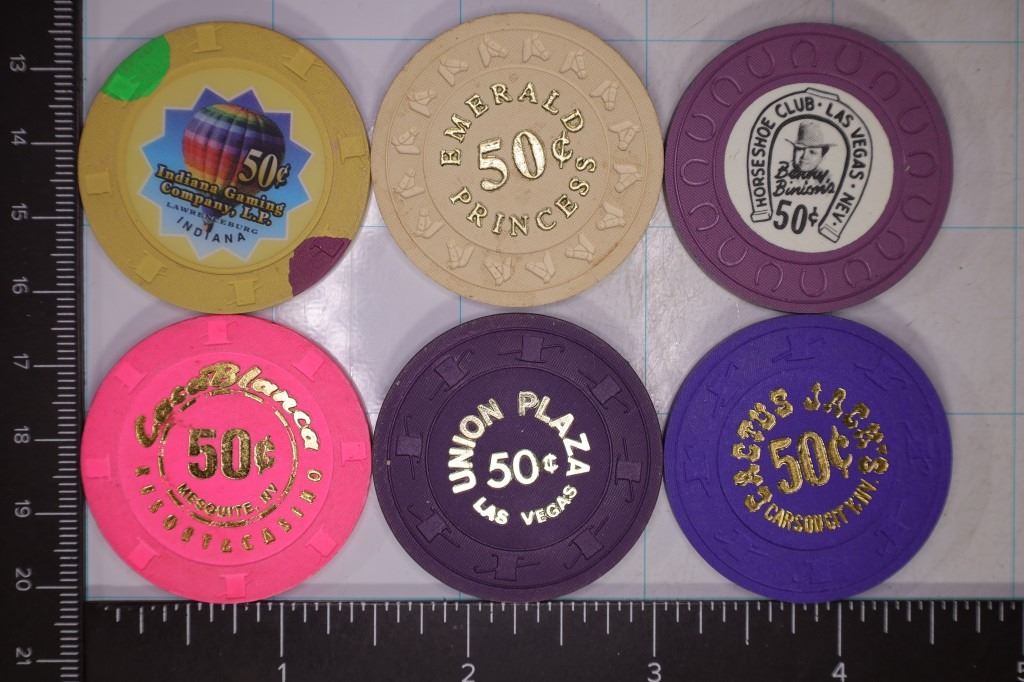 50¢
Indiana Gaming
Company, L.P.
LAWRENCEBURG
INDIANA
EMERALD
50¢
PRINCESS
HORSESHOE CLUB · LAS VEGAS · NEV.
Benny
Binion's
50¢
CasaBlanca
50¢
MESQUITE, NV
RESORT & CASINO
UNION PLAZA
50¢
LAS VEGAS
CACTUS JACK'S
50¢
CARSON CITY, NV.
13
14
15
16
17
18
19
20
21
1
2
3
4
5